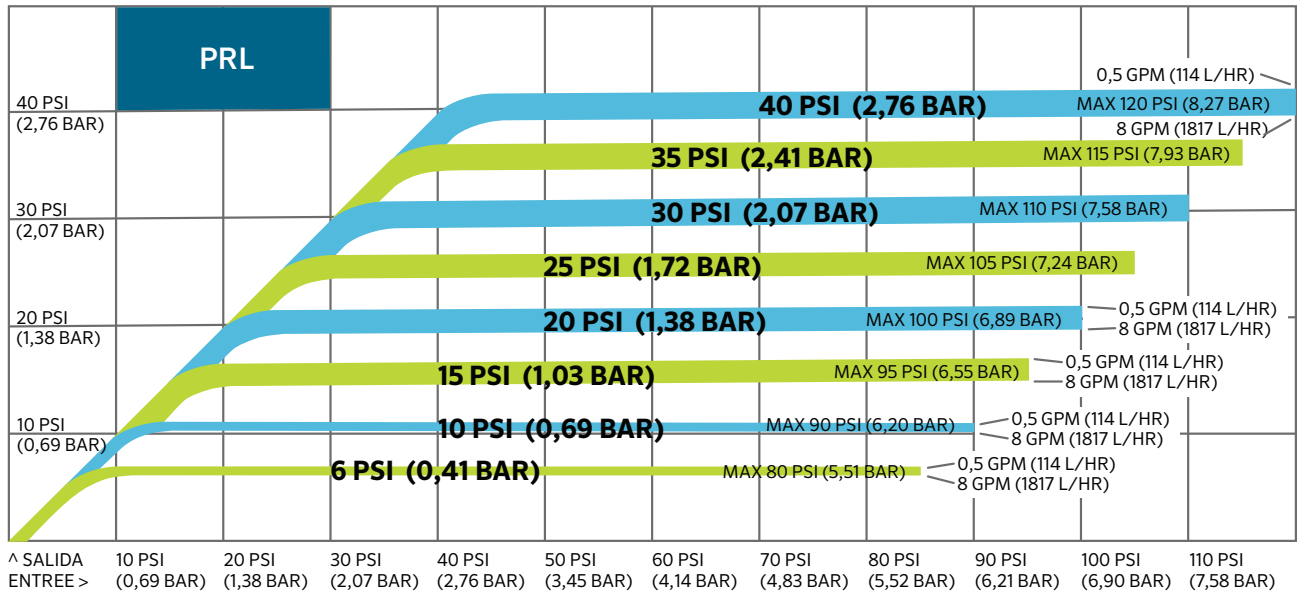 PRL
0,5 GPM (114 L/HR)
40 PSI
(2,76 BAR)
40 PSI (2,76 BAR)
MAX 120 PSI (8,27 BAR)
8 GPM (1817 L/HR)
35 PSI (2,41 BAR)
MAX 115 PSI (7,93 BAR)
30 PSI
(2,07 BAR)
30 PSI (2,07 BAR)
MAX 110 PSI (7,58 BAR)
25 PSI (1,72 BAR)
MAX 105 PSI (7,24 BAR)
20 PSI
(1,38 BAR)
20 PSI (1,38 BAR)
MAX 100 PSI (6,89 BAR)
0,5 GPM (114 L/HR)
8 GPM (1817 L/HR)
15 PSI (1,03 BAR)
MAX 95 PSI (6,55 BAR)
0,5 GPM (114 L/HR)
8 GPM (1817 L/HR)
10 PSI
(0,69 BAR)
10 PSI (0,69 BAR)
MAX 90 PSI (6,20 BAR)
0,5 GPM (114 L/HR)
8 GPM (1817 L/HR)
6 PSI (0,41 BAR)
MAX 80 PSI (5,51 BAR)
0,5 GPM (114 L/HR)
8 GPM (1817 L/HR)
^ SALIDA
ENTREE >
10 PSI
(0,69 BAR)
20 PSI
(1,38 BAR)
30 PSI
(2,07 BAR)
40 PSI
(2,76 BAR)
50 PSI
(3,45 BAR)
60 PSI
(4,14 BAR)
70 PSI
(4,83 BAR)
80 PSI
(5,52 BAR)
90 PSI
(6,21 BAR)
100 PSI
(6,90 BAR)
110 PSI
(7,58 BAR)